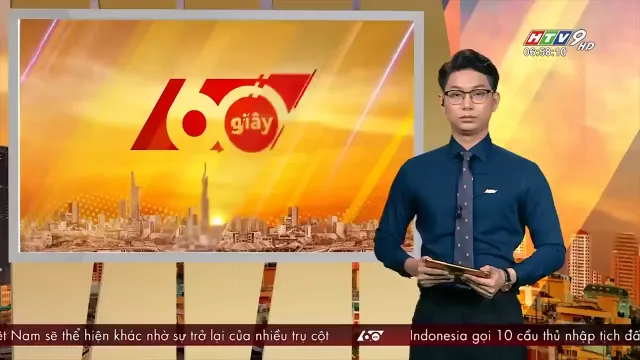 HTV9 HD
06:58:10
60 giây
ệt Nam sẽ thể hiện khác nhờ sự trở lại của nhiều trụ cột 60 Indonesia gọi 10 cầu thủ nhập tịch đấ